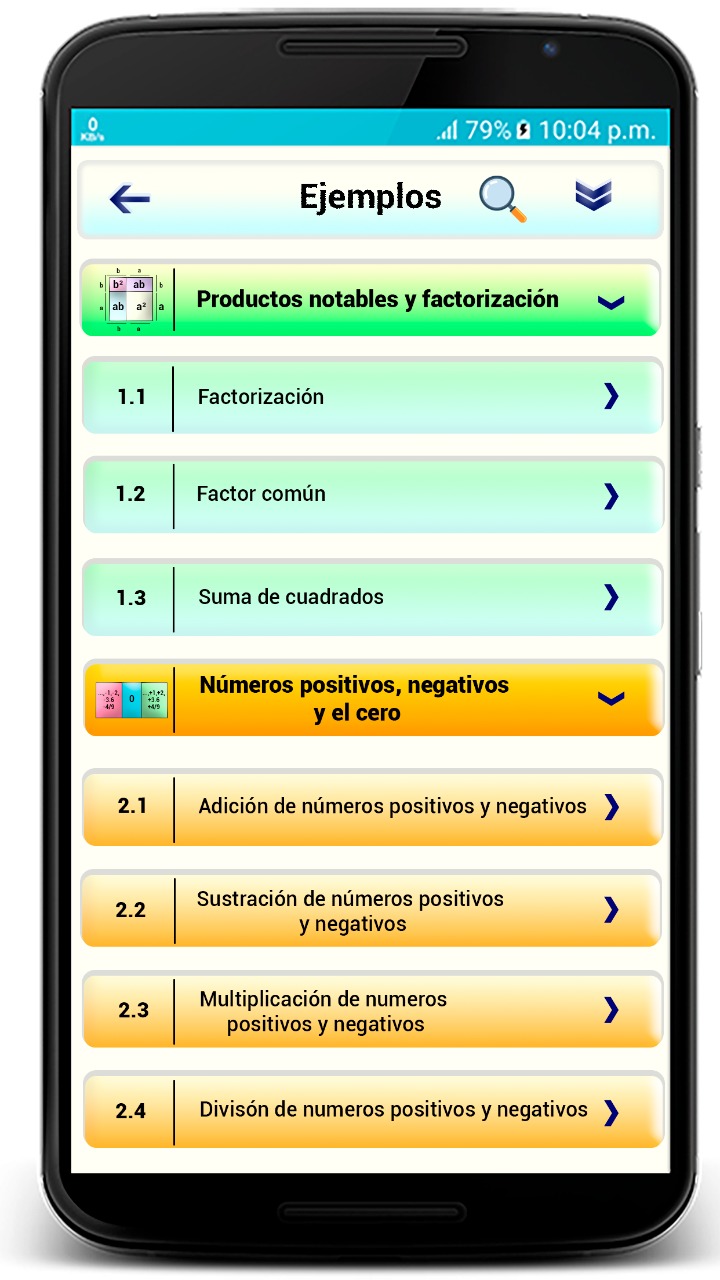 0
KB/s
79% 10:04 p.m.
Ejemplos
b a
b b² ab b
a ab a² a
b a
Productos notables y factorización
1.1 Factorización
1.2 Factor común
1.3 Suma de cuadrados
Números positivos, negativos
y el cero
0
2.1 Adición de números positivos y negativos
2.2 Sustración de números positivos
y negativos
2.3 Multiplicación de numeros
positivos y negativos
2.4 Divisón de numeros positivos y negativos